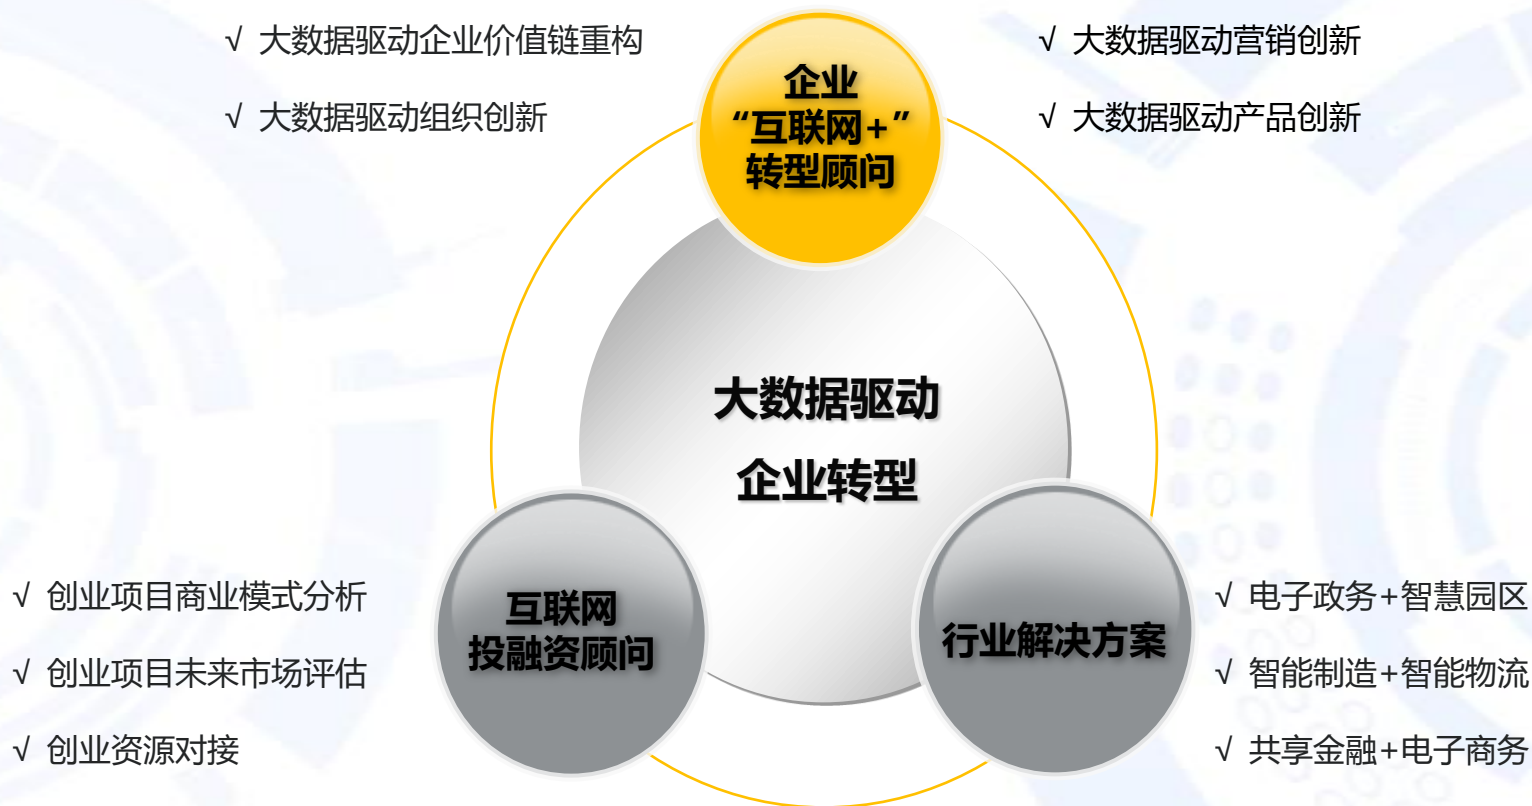 √ 大数据驱动企业价值链重构
√ 大数据驱动组织创新
企业
“互联网+”
转型顾问
√ 大数据驱动营销创新
√ 大数据驱动产品创新
大数据驱动
企业转型
√ 创业项目商业模式分析
√ 创业项目未来市场评估
√ 创业资源对接
互联网
投融资顾问
行业解决方案
√ 电子政务+智慧园区
√ 智能制造+智能物流
√ 共享金融+电子商务